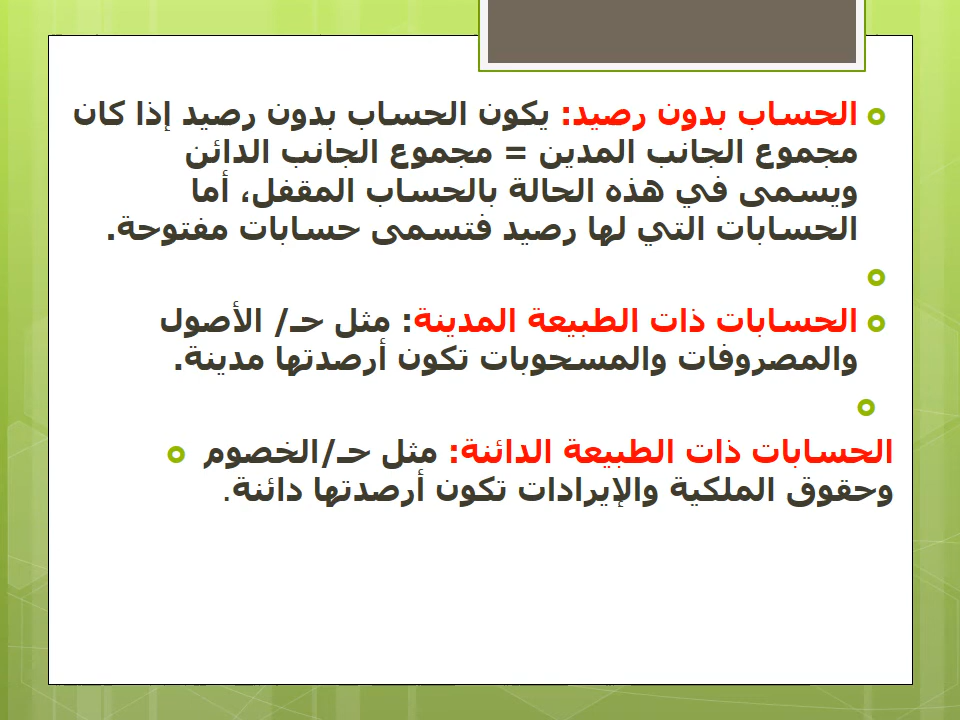 الحساب بدون رصيد: يكون الحساب بدون رصيد إذا كان
مجموع الجانب المدين = مجموع الجانب الدائن
ويسمى في هذه الحالة بالحساب المقفل، أما
الحسابات التي لها رصيد فتسمى حسابات مفتوحة.
الحسابات ذات الطبيعة المدينة: مثل حـ/ الأصول
والمصروفات والمسحوبات تكون أرصدتها مدينة.
الحسابات ذات الطبيعة الدائنة: مثل حـ/الخصوم
وحقوق الملكية والإيرادات تكون أرصدتها دائنة.